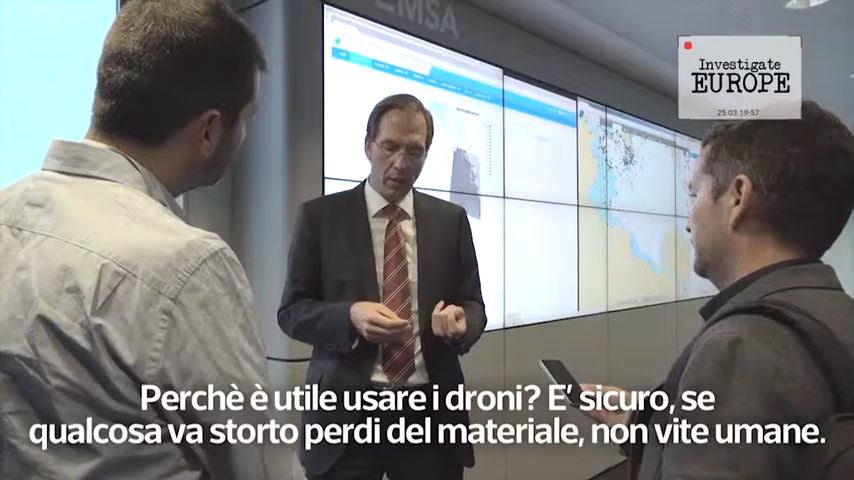 EMSA
Investigate
EUROPE
25.03 19:57
Perchè è utile usare i droni? E’ sicuro, se
qualcosa va storto perdi del materiale, non vite umane.